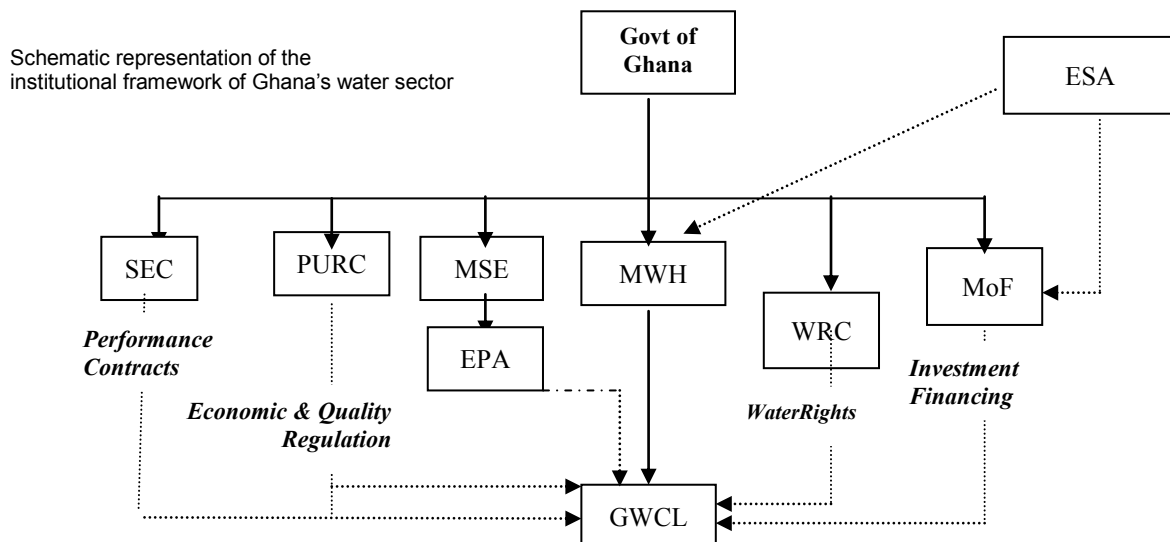 Schematic representation of the
institutional framework of Ghana's water sector
Govt of
Ghana
ESA
SEC
PURC
MSE
MWH
WRC
MoF
EPA
Performance
Contracts
Economic & Quality
Regulation
WaterRights
Investment
Financing
GWCL